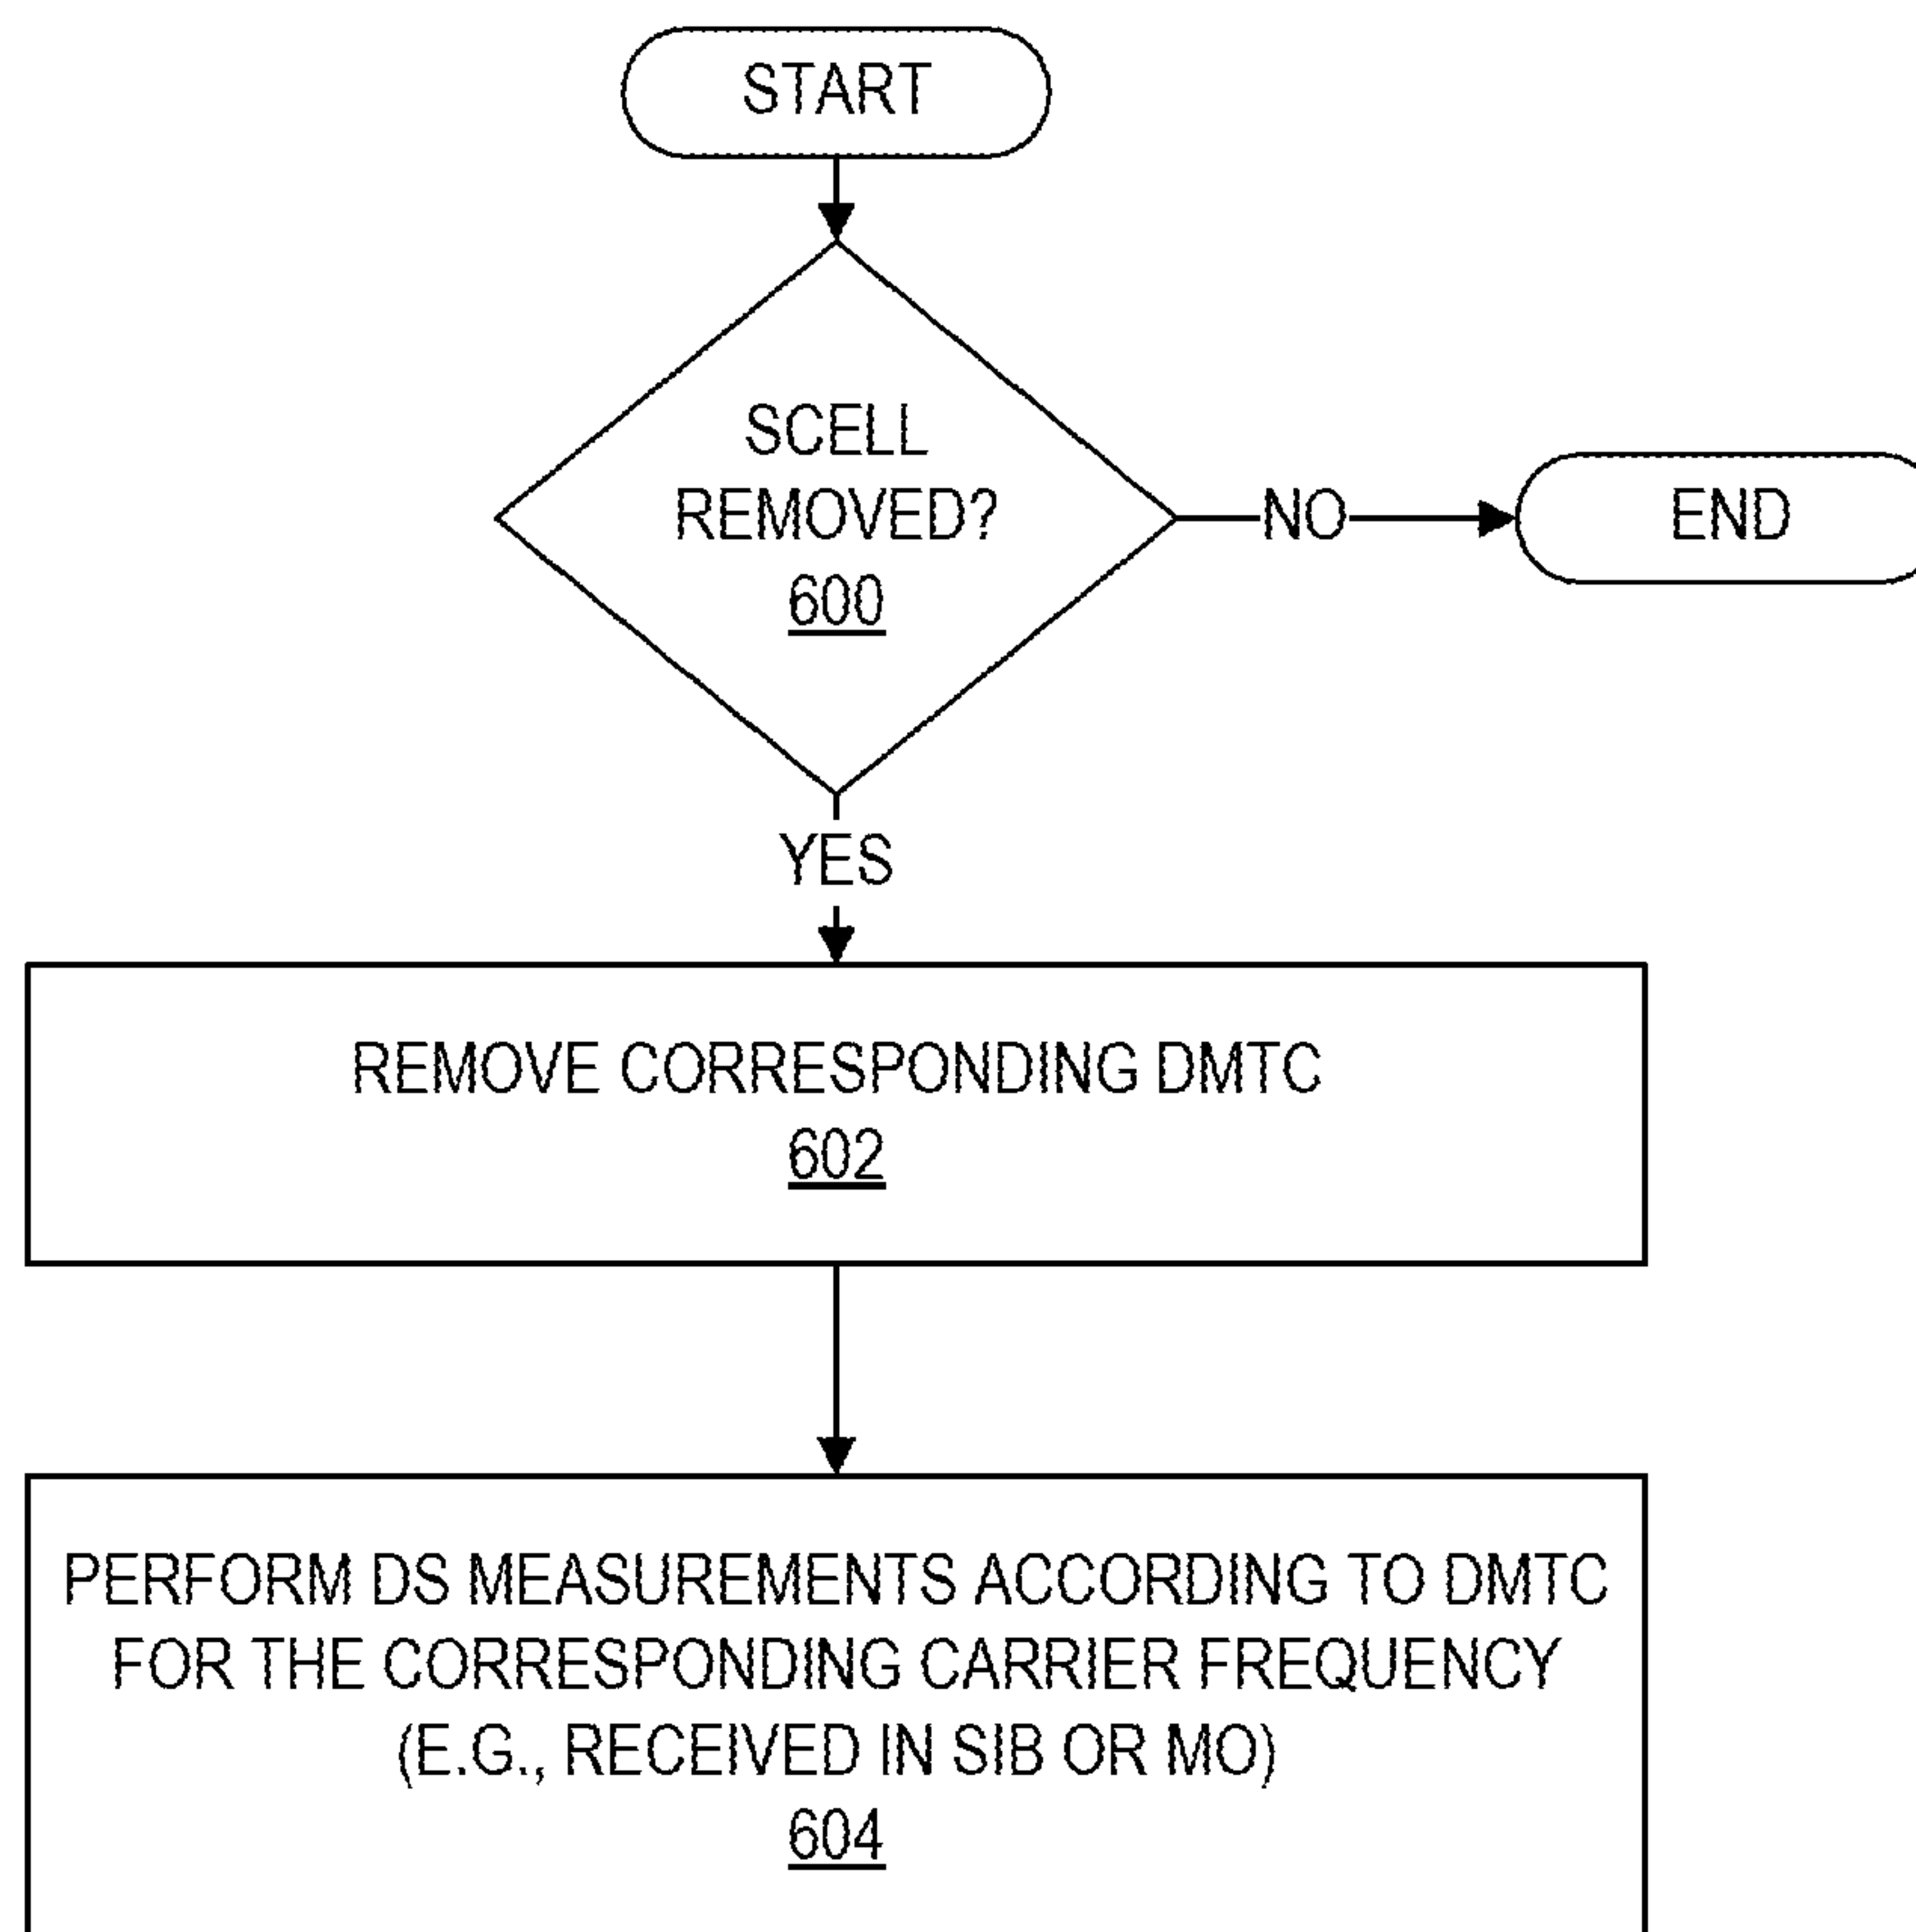 START
SCELL
REMOVED?
600
NO
END
YES
REMOVE CORRESPONDING DMTC
602
PERFORM DS MEASUREMENTS ACCORDING TO DMTC
FOR THE CORRESPONDING CARRIER FREQUENCY
(E.G., RECEIVED IN SIB OR MO)
604